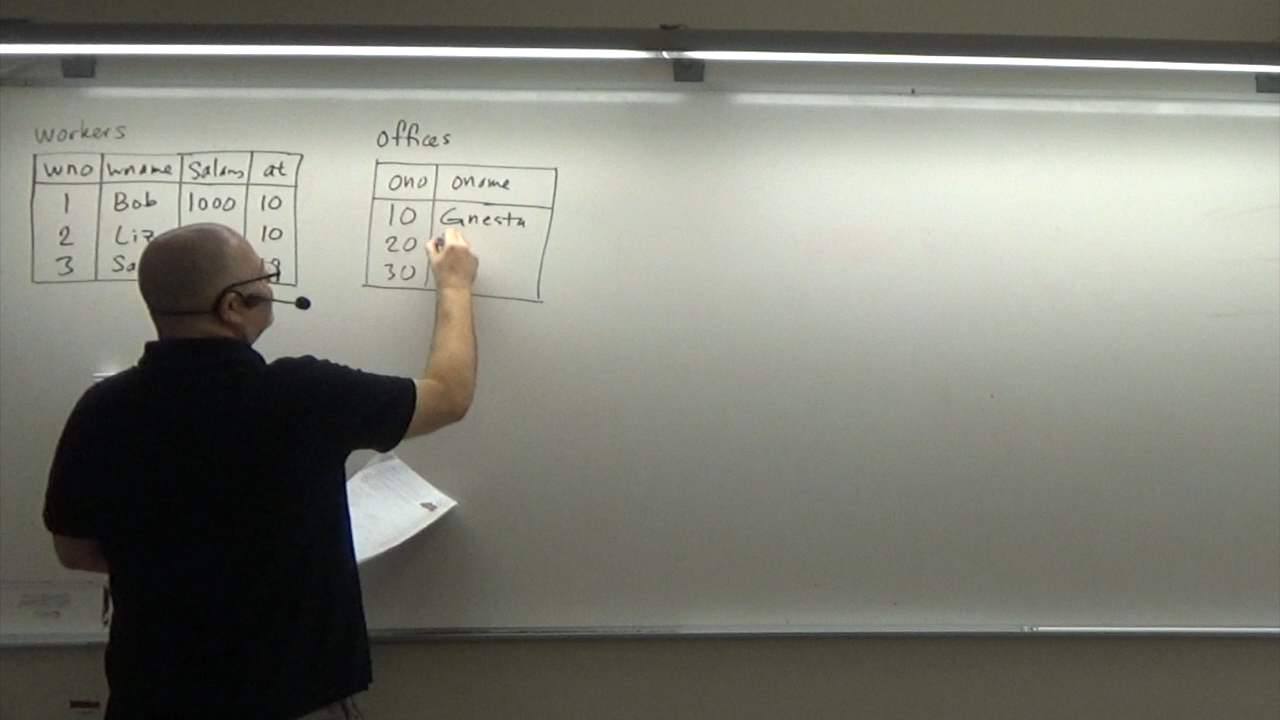 workers
wno wname Salary at
1 Bob 1000 10
2 Liz 10
3
offices
ono oname
10 Gnesta
20
30